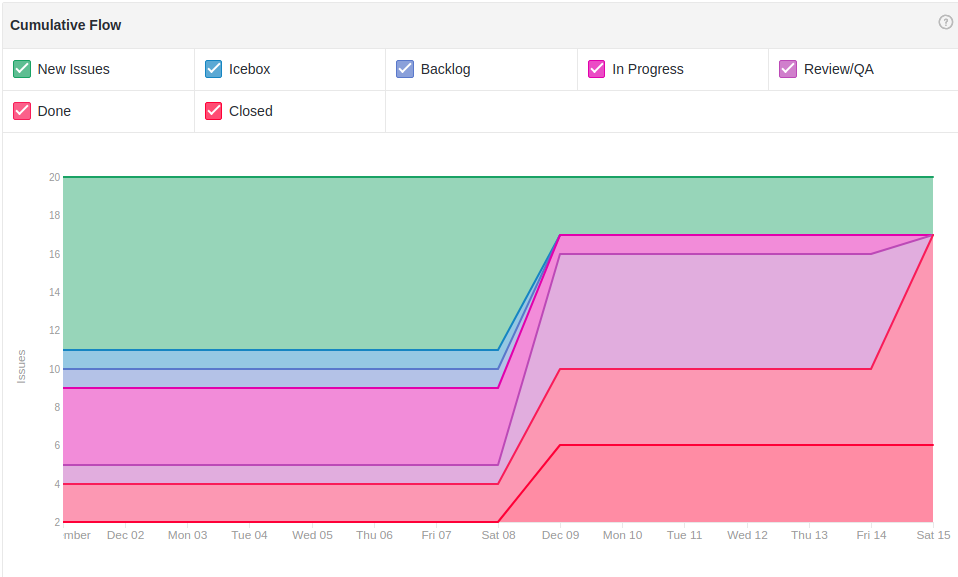 Cumulative Flow ?
New Issues Icebox Backlog In Progress Review/QA
Done Closed
20
18
16
14
12
10
8
6
4
2
Issues
mber Dec 02 Mon 03 Tue 04 Wed 05 Thu 06 Fri 07 Sat 08 Dec 09 Mon 10 Tue 11 Wed 12 Thu 13 Fri 14 Sat 15